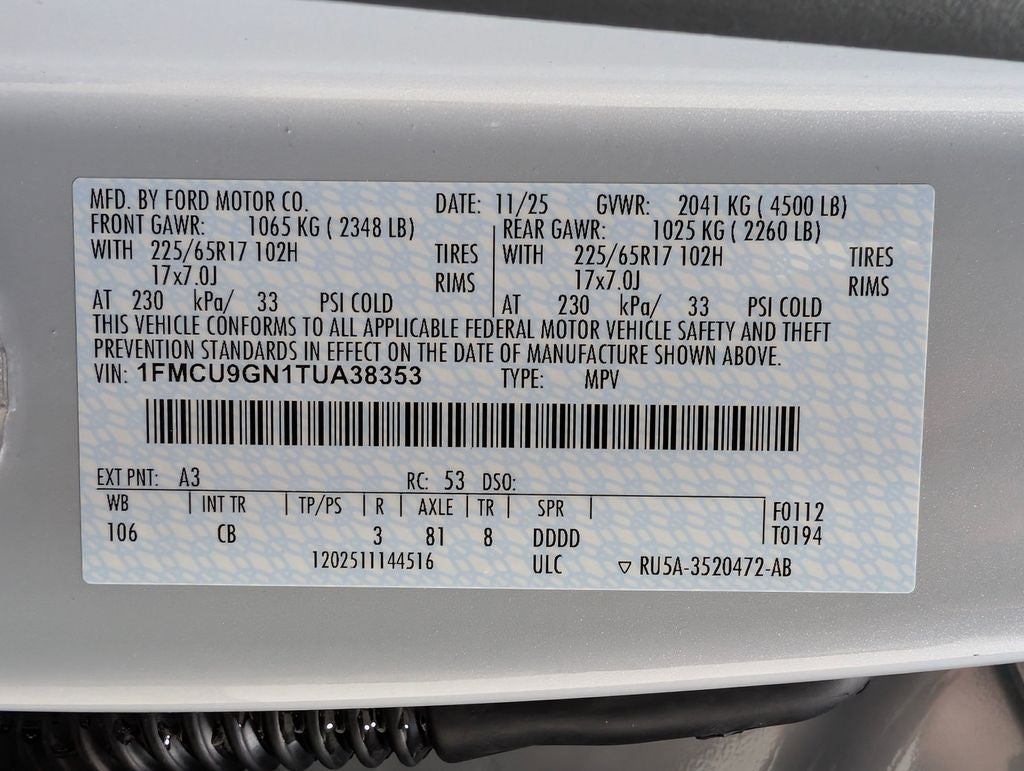 MFD. BY FORD MOTOR CO. DATE: 11/25 GVWR: 2041 KG ( 4500 LB)
FRONT GAWR: 1065 KG ( 2348 LB) REAR GAWR: 1025 KG ( 2260 LB)
WITH 225/65R17 102H TIRES WITH 225/65R17 102H TIRES
17x7.0J RIMS 17x7.0J RIMS
AT 230 kPa/ 33 PSI COLD AT 230 kPa/ 33 PSI COLD
THIS VEHICLE CONFORMS TO ALL APPLICABLE FEDERAL MOTOR VEHICLE SAFETY AND THEFT
PREVENTION STANDARDS IN EFFECT ON THE DATE OF MANUFACTURE SHOWN ABOVE.
VIN: 1FMCU9GN1TUA38353 TYPE: MPV
EXT PNT: A3 RC: 53 DSO:
WB INT TR TP/PS R AXLE TR SPR F0112
106 CB 3 81 8 DDDD T0194
1202511144516 ULC ▽ RU5A-3520472-AB